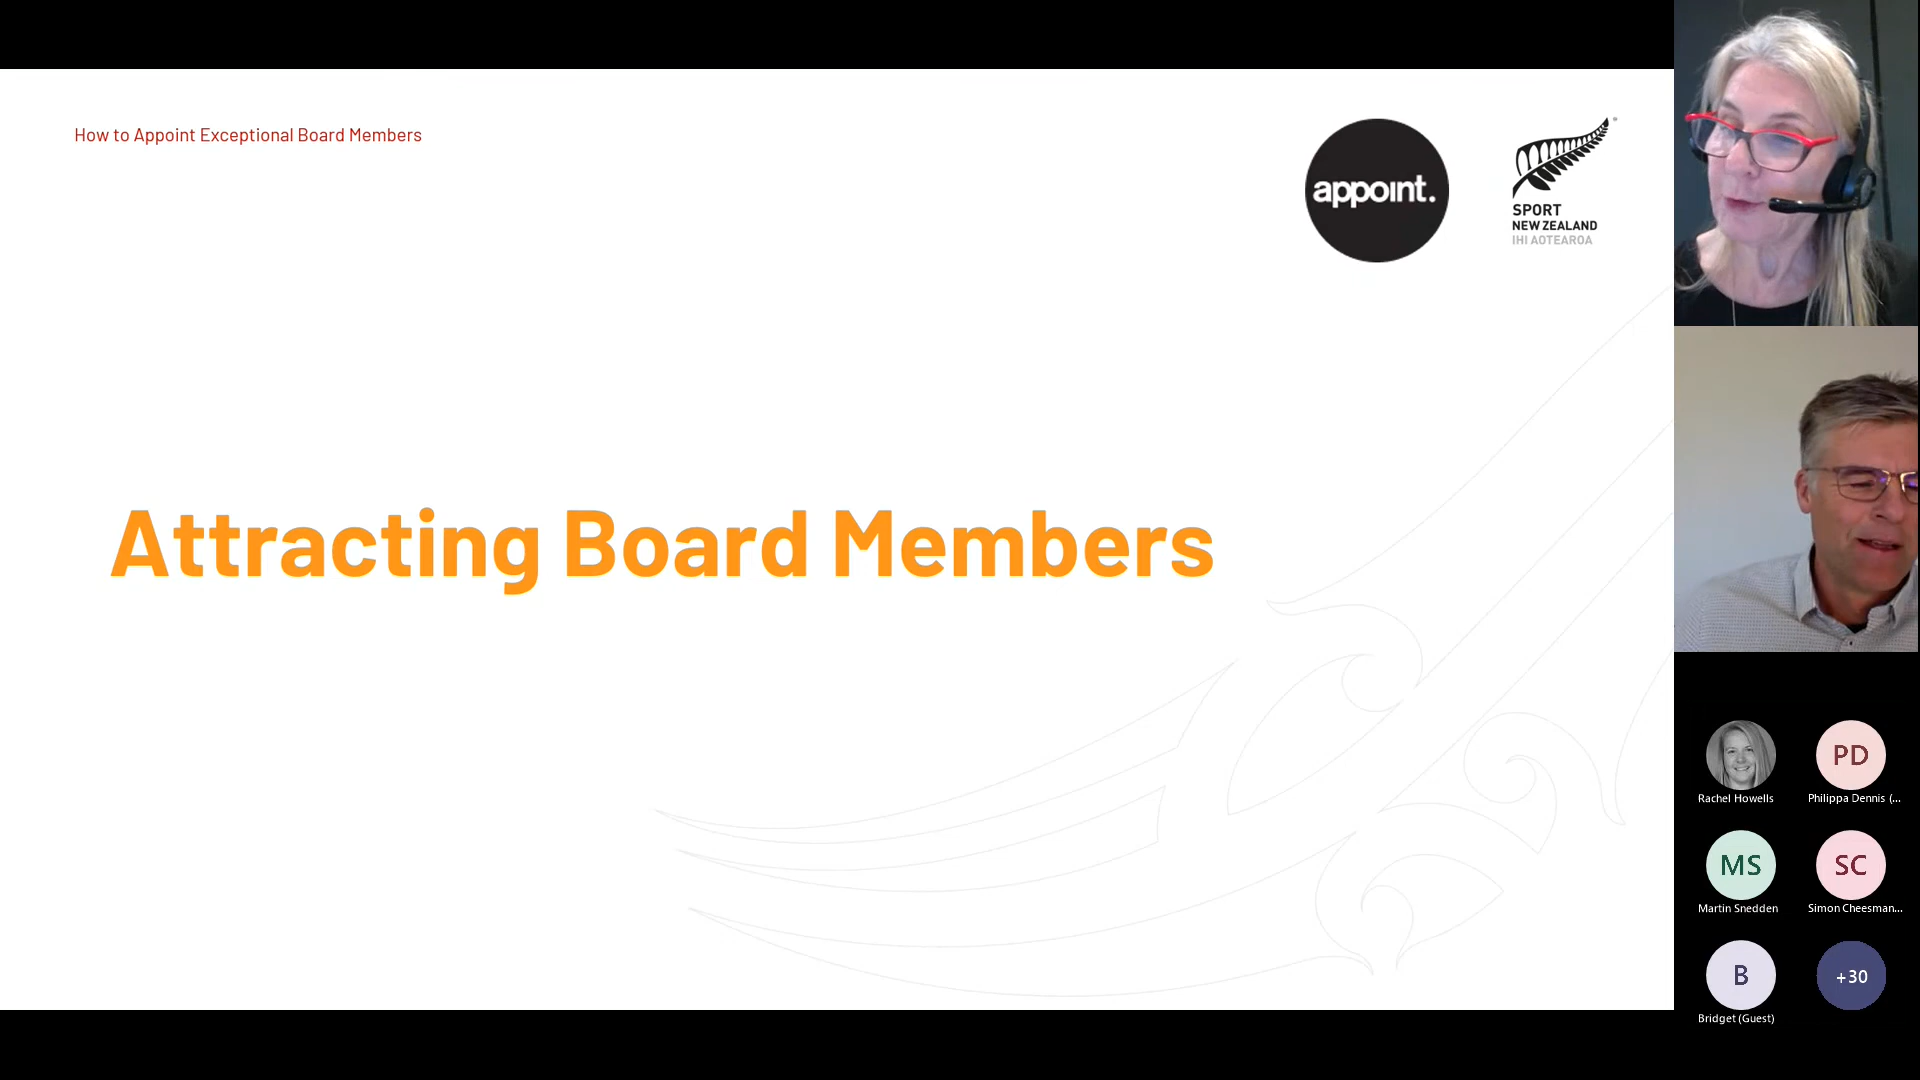 How to Appoint Exceptional Board Members
appoint.
SPORT
NEW ZEALAND
IHI AOTEAROA
Attracting Board Members
PD
Rachel Howells
Philippa Dennis (...
MS
SC
Martin Snedden
Simon Cheesman...
B
+30
Bridget (Guest)